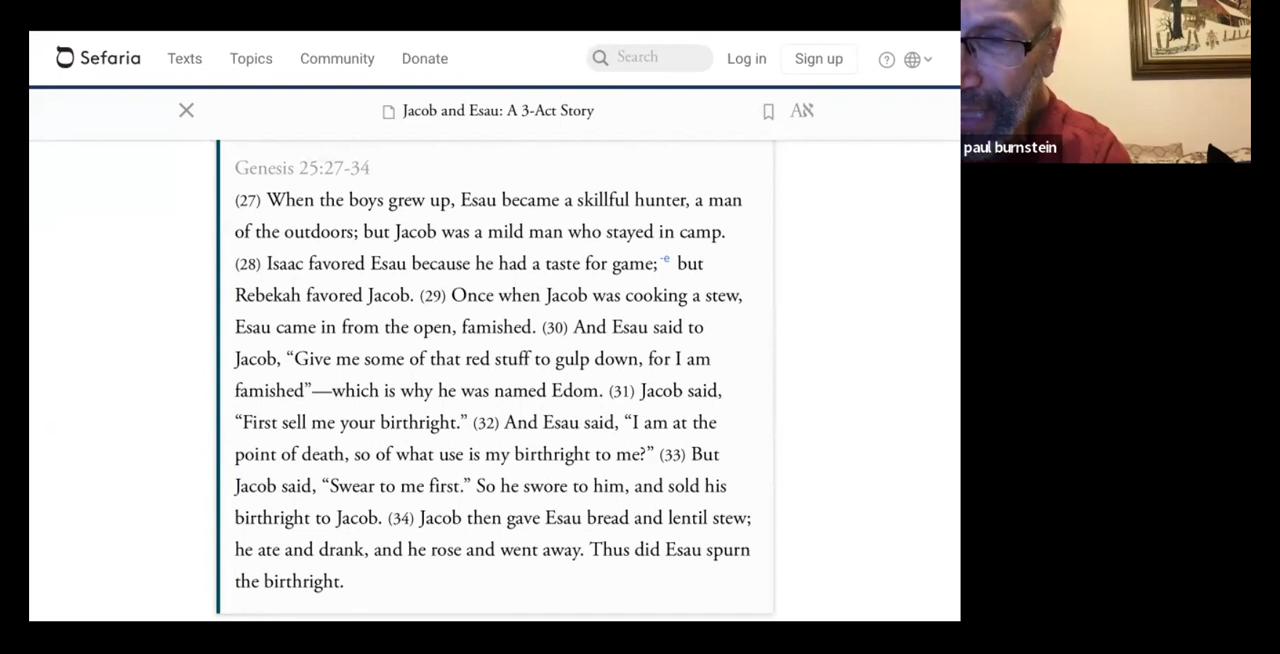 Sefaria Texts Topics Community Donate Search Log in Sign up
Jacob and Esau: A 3-Act Story Aא
paul burnstein
Genesis 25:27-34
(27) When the boys grew up, Esau became a skillful hunter, a man
of the outdoors; but Jacob was a mild man who stayed in camp.
(28) Isaac favored Esau because he had a taste for game;-e but
Rebekah favored Jacob. (29) Once when Jacob was cooking a stew,
Esau came in from the open, famished. (30) And Esau said to
Jacob, “Give me some of that red stuff to gulp down, for I am
famished”—which is why he was named Edom. (31) Jacob said,
“First sell me your birthright.” (32) And Esau said, “I am at the
point of death, so of what use is my birthright to me?” (33) But
Jacob said, “Swear to me first.” So he swore to him, and sold his
birthright to Jacob. (34) Jacob then gave Esau bread and lentil stew;
he ate and drank, and he rose and went away. Thus did Esau spurn
the birthright.